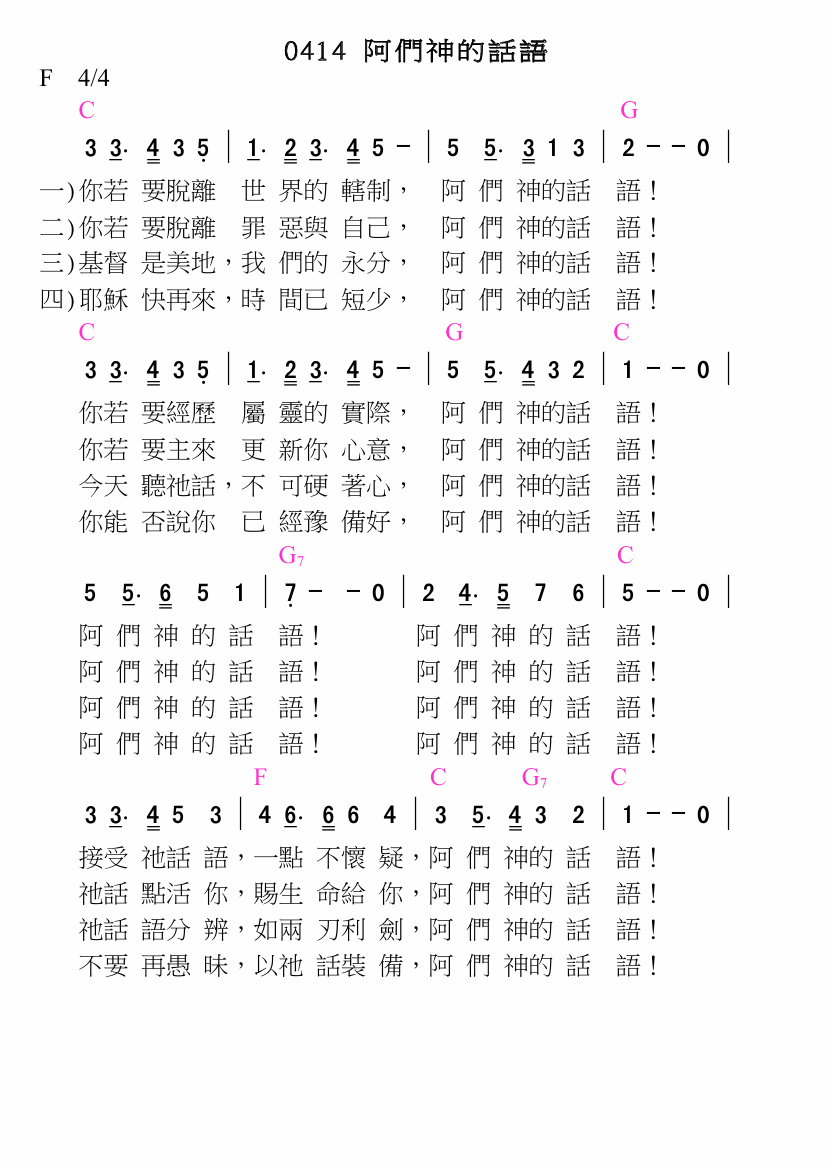 0414 阿們神的話語
F 4/4
C G
3 3· 4 3 5 | 1· 2 3· 4 5 - | 5 5· 3 1 3 | 2 - - 0 |
一)你若 要脫離 世 界的 轄制， 阿 們 神的話 語！
二)你若 要脫離 罪 惡與 自己， 阿 們 神的話 語！
三)基督 是美地，我 們的 永分， 阿 們 神的話 語！
四)耶穌 快再來，時 間已 短少， 阿 們 神的話 語！
C G C
3 3· 4 3 5 | 1· 2 3· 4 5 - | 5 5· 4 3 2 | 1 - - 0 |
你若 要經歷 屬 靈的 實際， 阿 們 神的話 語！
你若 要主來 更 新你 心意， 阿 們 神的話 語！
今天 聽祂話，不 可硬 著心， 阿 們 神的話 語！
你能 否說你 已 經豫 備好， 阿 們 神的話 語！
G7 C
5 5· 6 5 1 | 7 - - 0 | 2 4· 5 7 6 | 5 - - 0 |
阿 們 神 的 話 語！ 阿 們 神 的 話 語！
阿 們 神 的 話 語！ 阿 們 神 的 話 語！
阿 們 神 的 話 語！ 阿 們 神 的 話 語！
阿 們 神 的 話 語！ 阿 們 神 的 話 語！
F C G7 C
3 3· 4 5 3 | 4 6· 6 6 4 | 3 5· 4 3 2 | 1 - - 0 |
接受 祂話 語，一點 不懷 疑，阿 們 神的 話 語！
祂話 點活 你，賜生 命給 你，阿 們 神的 話 語！
祂話 語分 辨，如兩 刃利 劍，阿 們 神的 話 語！
不要 再愚 昧，以祂 話裝 備，阿 們 神的 話 語！